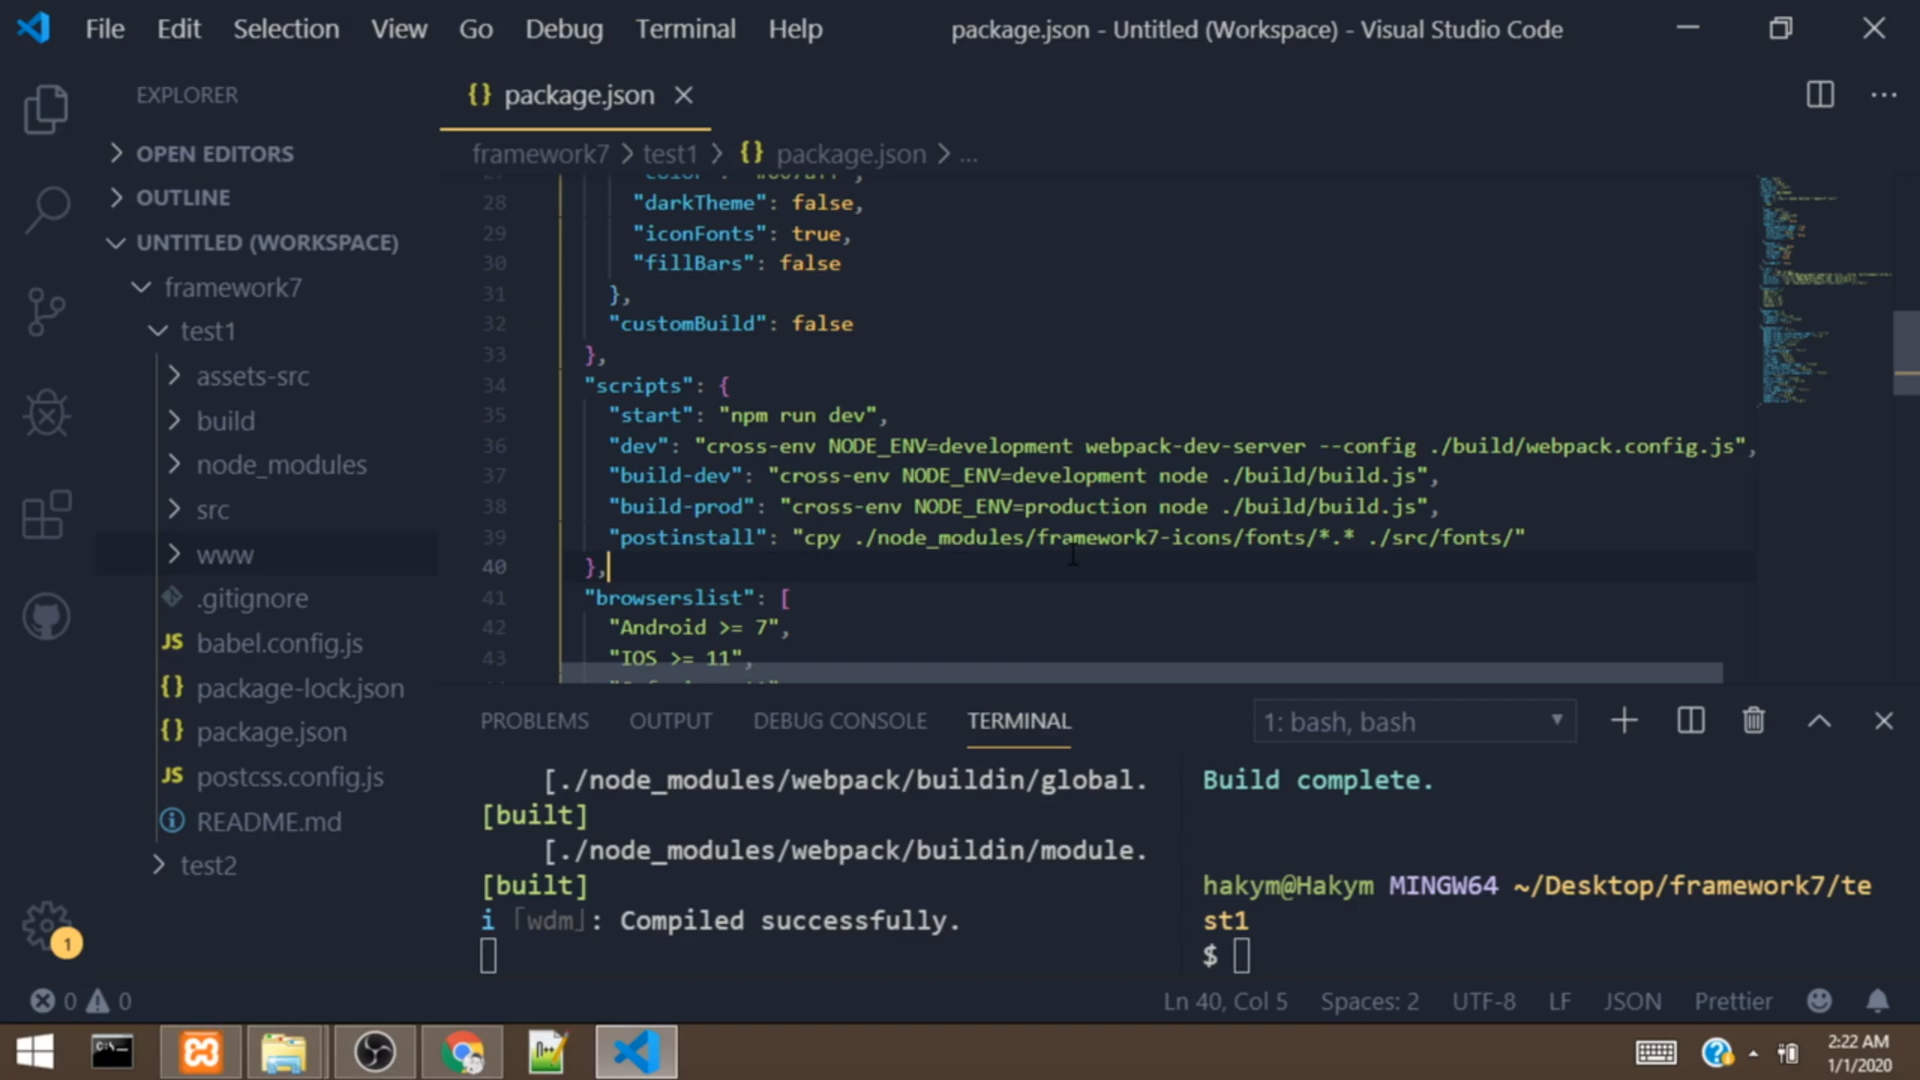 File Edit Selection View Go Debug Terminal Help
package.json - Untitled (Workspace) - Visual Studio Code
EXPLORER
OPEN EDITORS
OUTLINE
UNTITLED (WORKSPACE)
framework7
test1
assets-src
build
node_modules
src
www
.gitignore
babel.config.js
package-lock.json
package.json
postcss.config.js
README.md
test2
1
{} package.json
framework7 > test1 > {} package.json > ...
28 "darkTheme": false,
29 "iconFonts": true,
30 "fillBars": false
31 },
32 "customBuild": false
33 },
34 "scripts": {
35 "start": "npm run dev",
36 "dev": "cross-env NODE_ENV=development webpack-dev-server --config ./build/webpack.config.js",
37 "build-dev": "cross-env NODE_ENV=development node ./build/build.js",
38 "build-prod": "cross-env NODE_ENV=production node ./build/build.js",
39 "postinstall": "cpy ./node_modules/framework7-icons/fonts/*.* ./src/fonts/"
40 },
41 "browserslist": [
42 "Android >= 7",
43 "IOS >= 11",
PROBLEMS OUTPUT DEBUG CONSOLE TERMINAL
1: bash, bash
[./node_modules/webpack/buildin/global.
[built]
[./node_modules/webpack/buildin/module.
[built]
i ｢wdm｣: Compiled successfully.
Build complete.
hakym@Hakym MINGW64 ~/Desktop/framework7/te
st1
$
0 0
Ln 40, Col 5 Spaces: 2 UTF-8 LF JSON Prettier
2:22 AM
1/1/2020